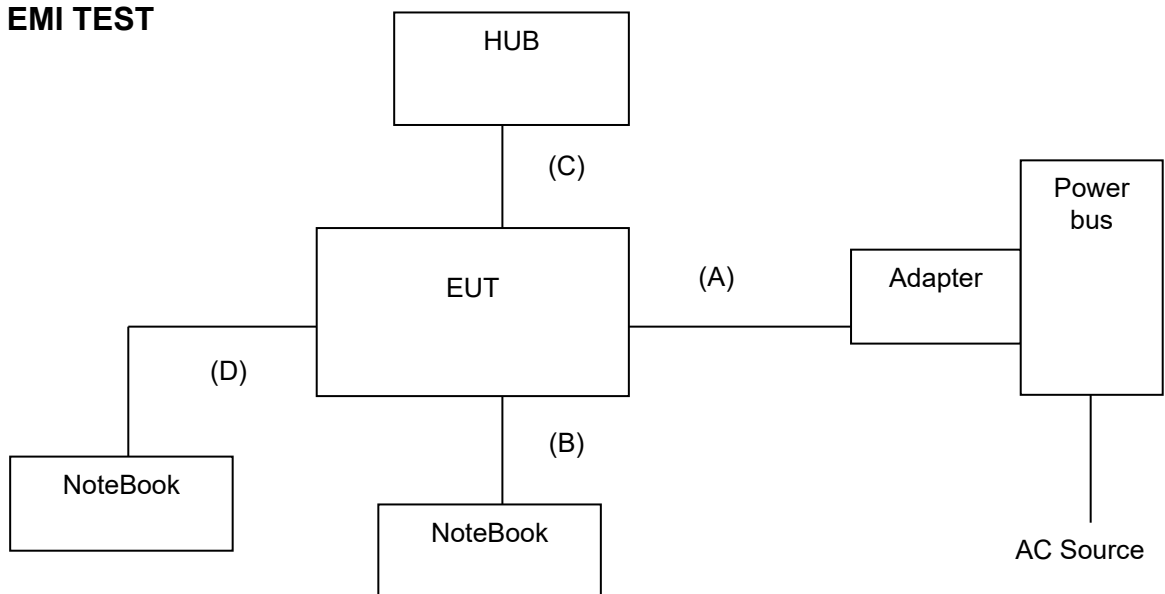 EMI TEST
HUB
(C)
Power
bus
Adapter
(A)
EUT
(D)
(B)
NoteBook
NoteBook
AC Source